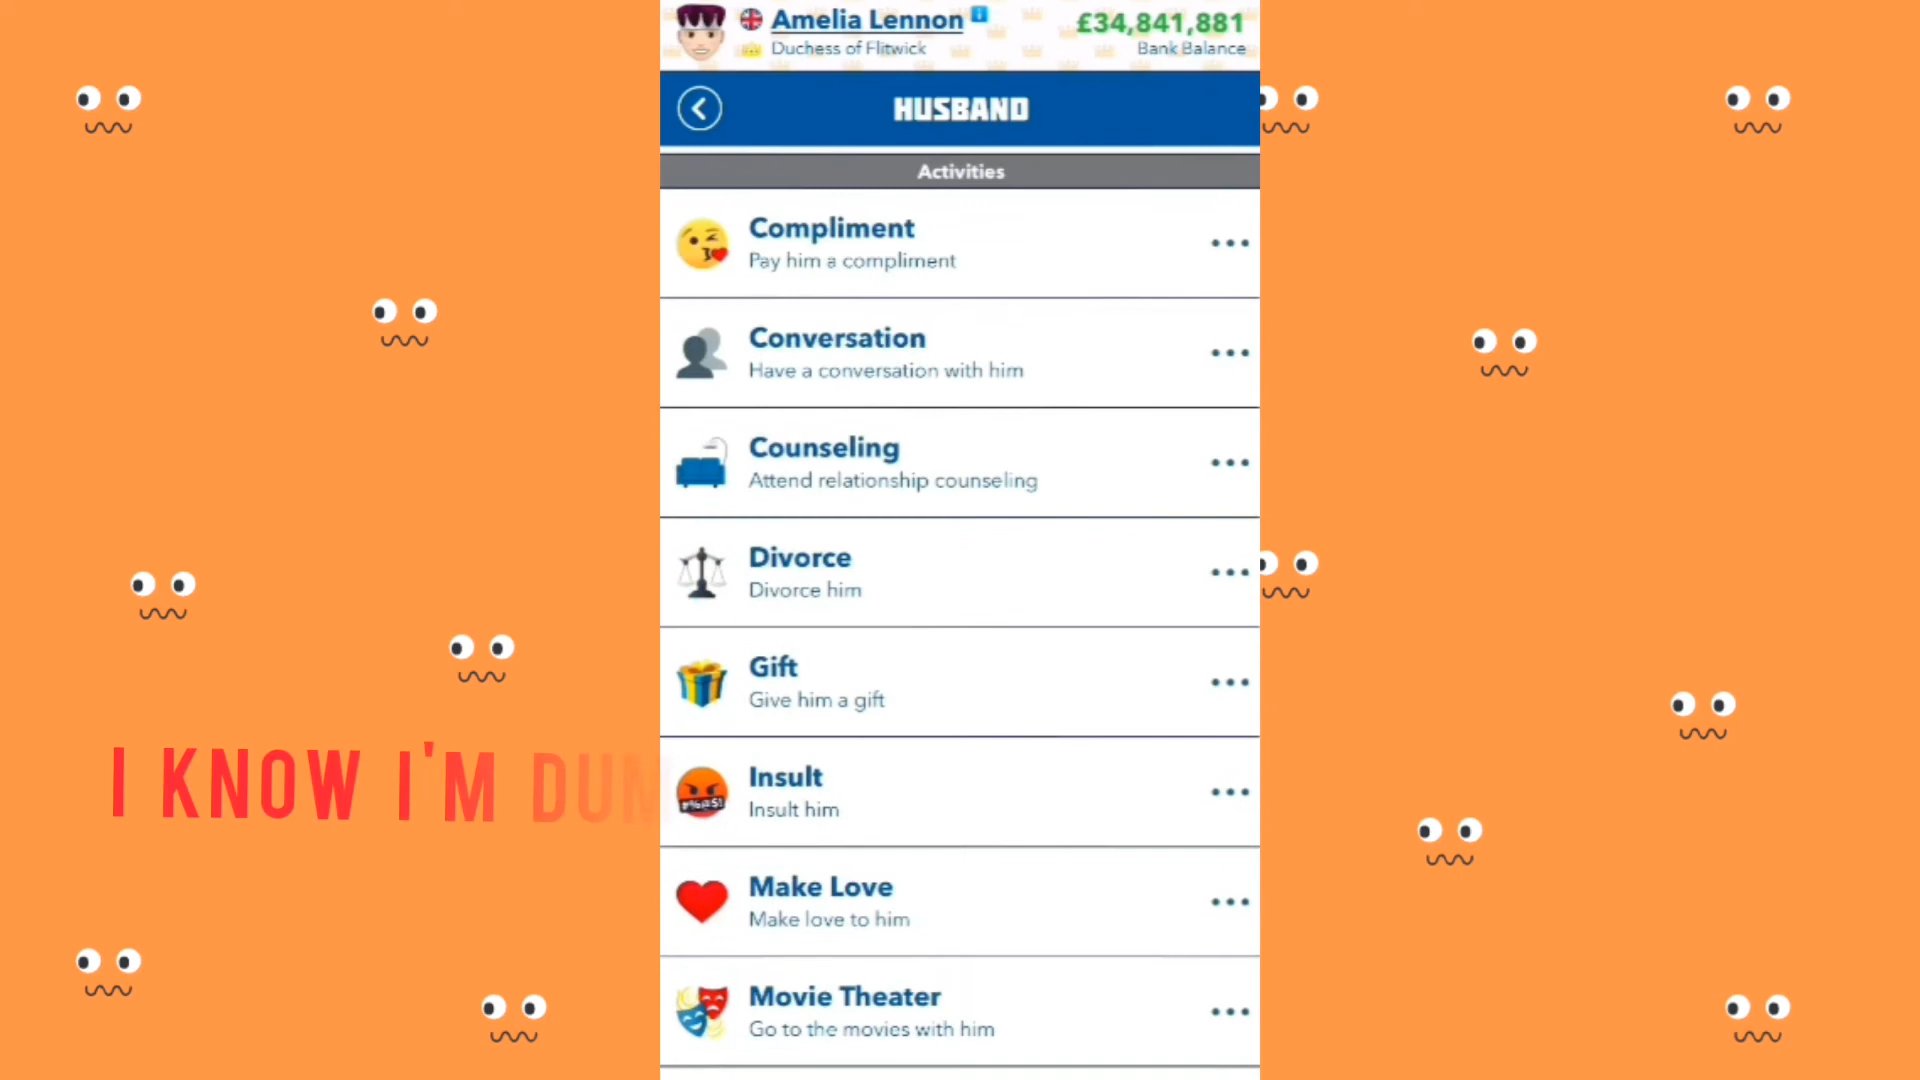 Amelia Lennon
£34,841,881
Duchess of Flitwick
Bank Balance
HUSBAND
Activities
Compliment
Pay him a compliment
Conversation
Have a conversation with him
Counseling
Attend relationship counseling
Divorce
Divorce him
Gift
Give him a gift
Insult
Insult him
Make Love
Make love to him
Movie Theater
Go to the movies with him
I KNOW I'M DUM